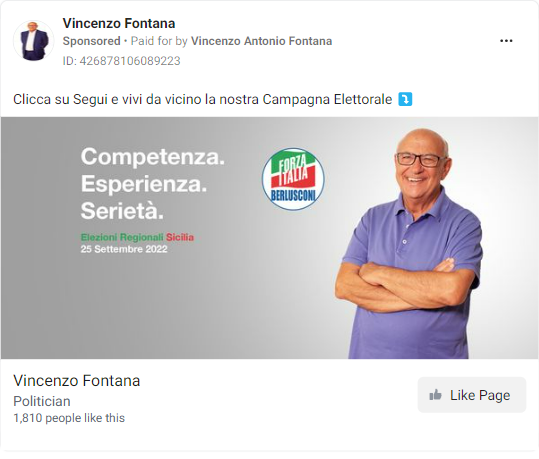 Vincenzo Fontana
Sponsored • Paid for by Vincenzo Antonio Fontana
ID: 426878106089223
Clicca su Segui e vivi da vicino la nostra Campagna Elettorale ⤵️
Competenza.
Esperienza.
Serietà.
Elezioni Regionali Sicilia
25 Settembre 2022
FORZA
ITALIA
BERLUSCONI
Vincenzo Fontana
Politician
1,810 people like this
Like Page